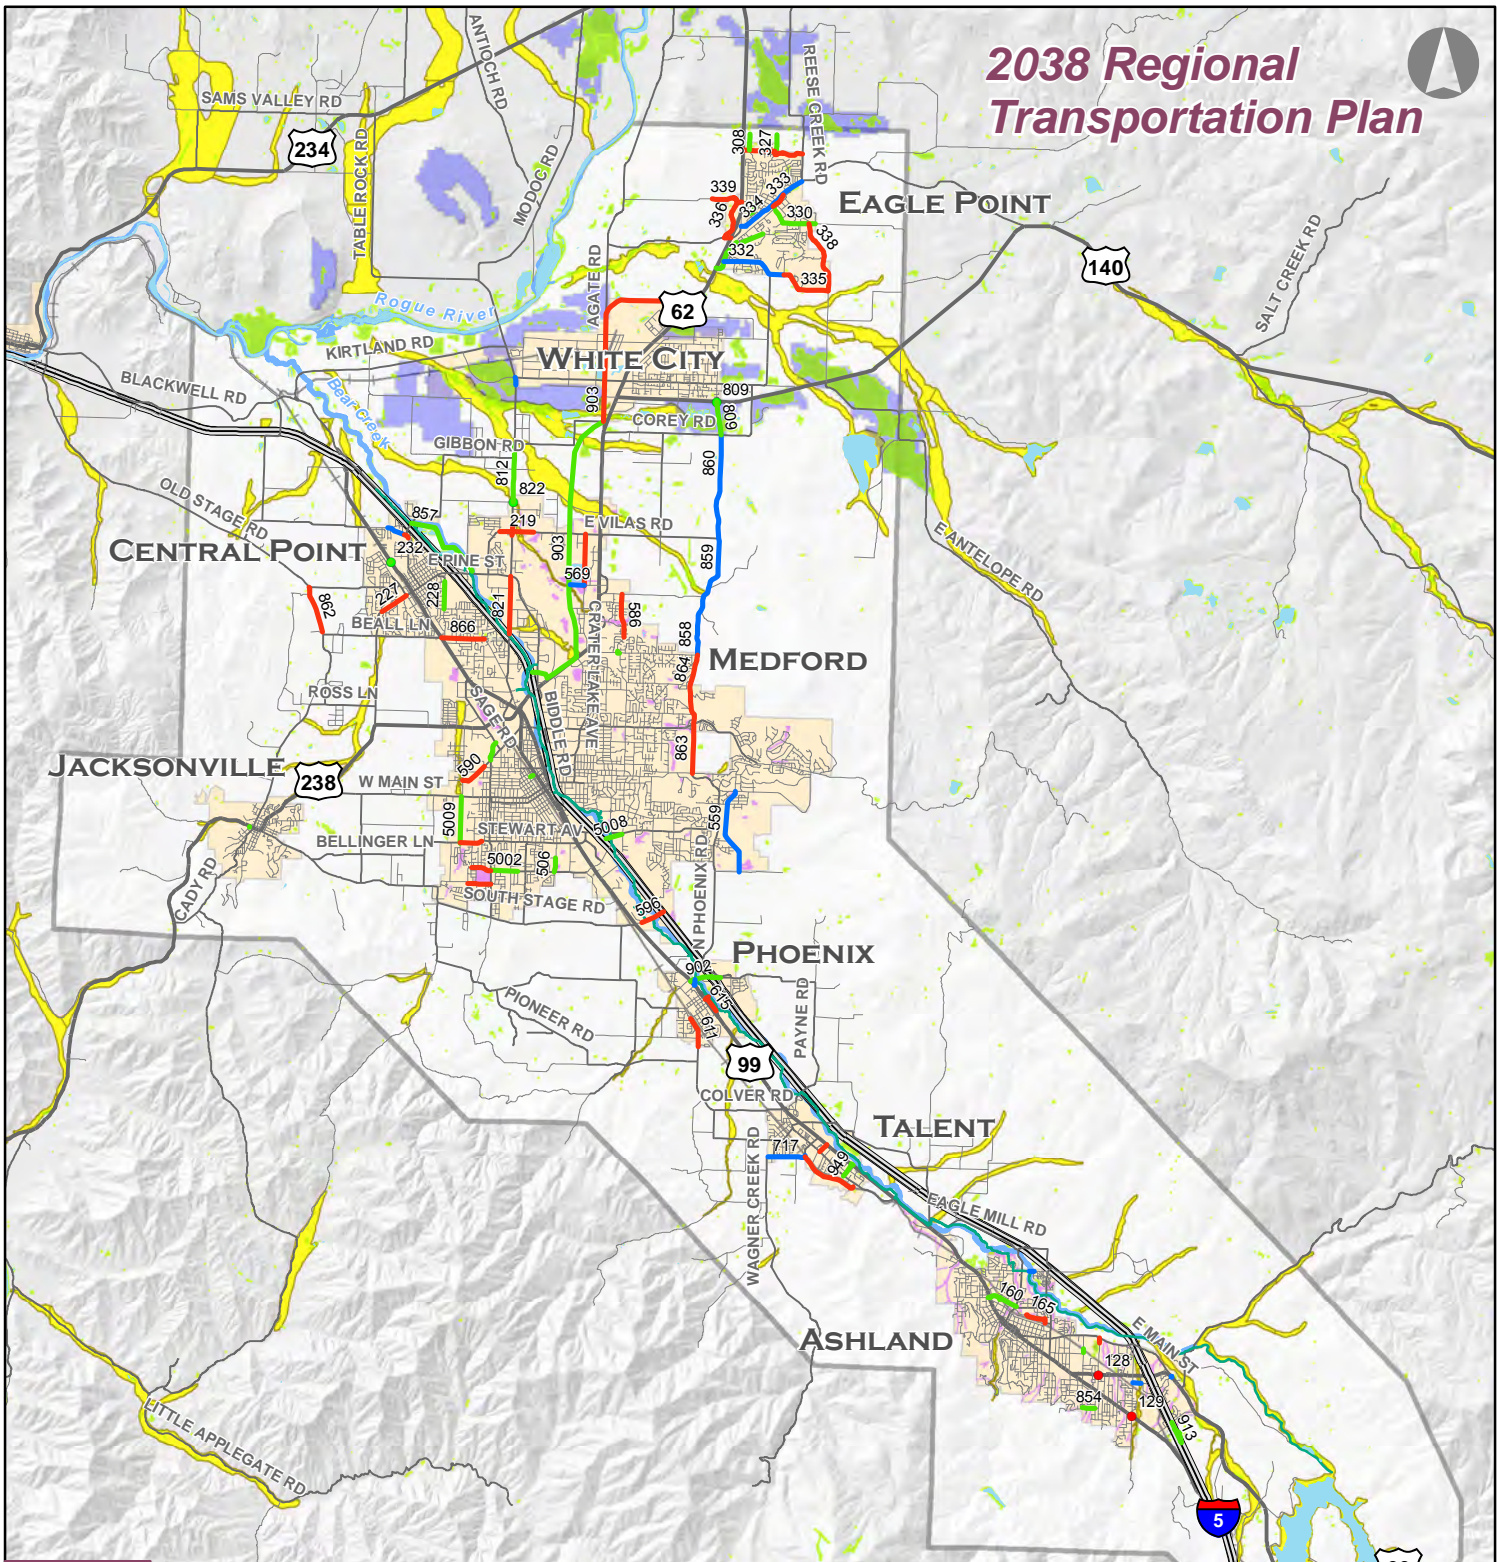 2038 Regional
Transportation Plan
SAMS VALLEY RD
234
TABLE ROCK RD
ANTIOCH RD
MODOC RD
REESE CREEK RD
308
327
339
336
334
333
330
338
332
335
EAGLE POINT
140
SALT CREEK RD
AGATE RD
62
Rogue River
KIRTLAND RD
WHITE CITY
BLACKWELL RD
Bear Creek
903
809
608
COREY RD
GIBBON RD
812
822
860
OLD STAGE RD
857
219
E VILAS RD
CENTRAL POINT
232
E PINE ST
903
859
E ANTELOPE RD
569
227
228
821
862
BEALL LN
866
586
858
CRATER LAKE AVE
864
MEDFORD
ROSS LN
SAGE RD
BIDDLE RD
863
JACKSONVILLE
238
590
W MAIN ST
5009
559
STEWART AV
5008
BELLINGER LN
5002
506
CADY RD
SOUTH STAGE RD
596
N PHOENIX RD
PHOENIX
902
615
611
PIONEER RD
PAYNE RD
99
COLVER RD
TALENT
717
949
WAGNER CREEK RD
EAGLE MILL RD
160
165
ASHLAND
E MAIN ST
128
854
129
913
LITTLE APPLEGATE RD
5